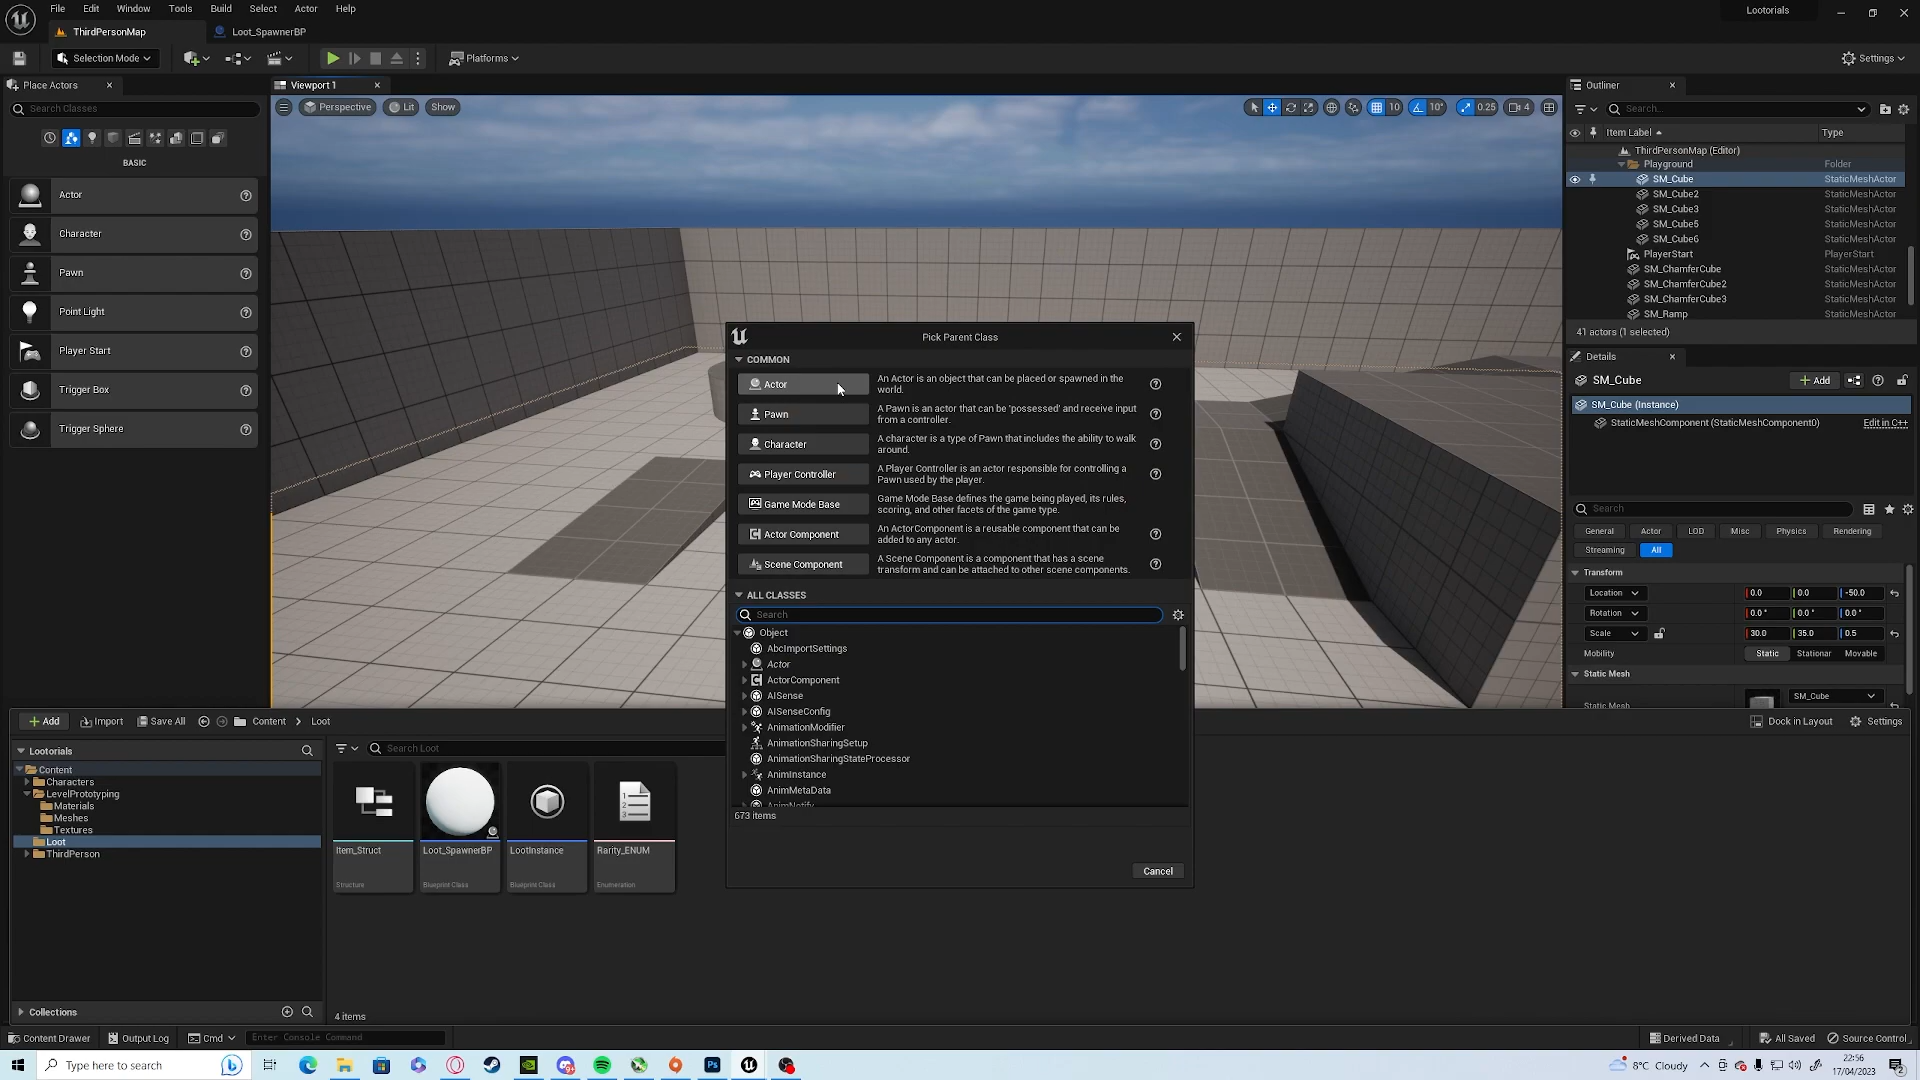 File Edit Window Tools Build Select Actor Help
Lootorials
ThirdPersonMap
Loot_SpawnerBP
Selection Mode
Platforms
Settings
Place Actors
Search Classes
BASIC
Actor
Character
Pawn
Point Light
Player Start
Trigger Box
Trigger Sphere
Viewport 1
Perspective
Lit
Show
10
10°
0.25
4
Outliner
Search...
Item Label
Type
ThirdPersonMap (Editor)
Playground Folder
SM_Cube StaticMeshActor
SM_Cube2 StaticMeshActor
SM_Cube3 StaticMeshActor
SM_Cube5 StaticMeshActor
SM_Cube6 StaticMeshActor
PlayerStart PlayerStart
SM_ChamferCube StaticMeshActor
SM_ChamferCube2 StaticMeshActor
SM_ChamferCube3 StaticMeshActor
SM_Ramp StaticMeshActor
41 actors (1 selected)
Details
SM_Cube
Add
SM_Cube (Instance)
StaticMeshComponent (StaticMeshComponent0)
Edit in C++
Search
General Actor LOD Misc Physics Rendering
Streaming All
Transform
Location 0.0 0.0 -50.0
Rotation 0.0° 0.0° 0.0°
Scale 30.0 35.0 0.5
Mobility Static Stationar Movable
Static Mesh
Static Mesh
SM_Cube
Pick Parent Class
COMMON
Actor
An Actor is an object that can be placed or spawned in the
world.
Pawn
A Pawn is an actor that can be 'possessed' and receive input
from a controller.
Character
A character is a type of Pawn that includes the ability to walk
around.
Player Controller
A Player Controller is an actor responsible for controlling a
Pawn used by the player.
Game Mode Base
Game Mode Base defines the game being played, its rules,
scoring, and other facets of the game type.
Actor Component
An ActorComponent is a reusable component that can be
added to any actor.
Scene Component
A Scene Component is a component that has a scene
transform and can be attached to other scene components.
ALL CLASSES
Search
Object
AbcImportSettings
Actor
ActorComponent
AISense
AISenseConfig
AnimationModifier
AnimationSharingSetup
AnimationSharingStateProcessor
AnimInstance
AnimMetaData
AnimNotify
673 items
Cancel
Add
Import
Save All
Content
Loot
Dock in Layout
Settings
Lootorials
Content
Characters
LevelPrototyping
Materials
Meshes
Textures
Loot
ThirdPerson
Collections
Search Loot
Item_Struct
Structure
Loot_SpawnerBP
Blueprint Class
LootInstance
Blueprint Class
Rarity_ENUM
Enumeration
4 items
Content Drawer
Output Log
Cmd
Enter Console Command
Derived Data
All Saved
Source Control
Type here to search
8°C Cloudy
22:56
17/04/2023